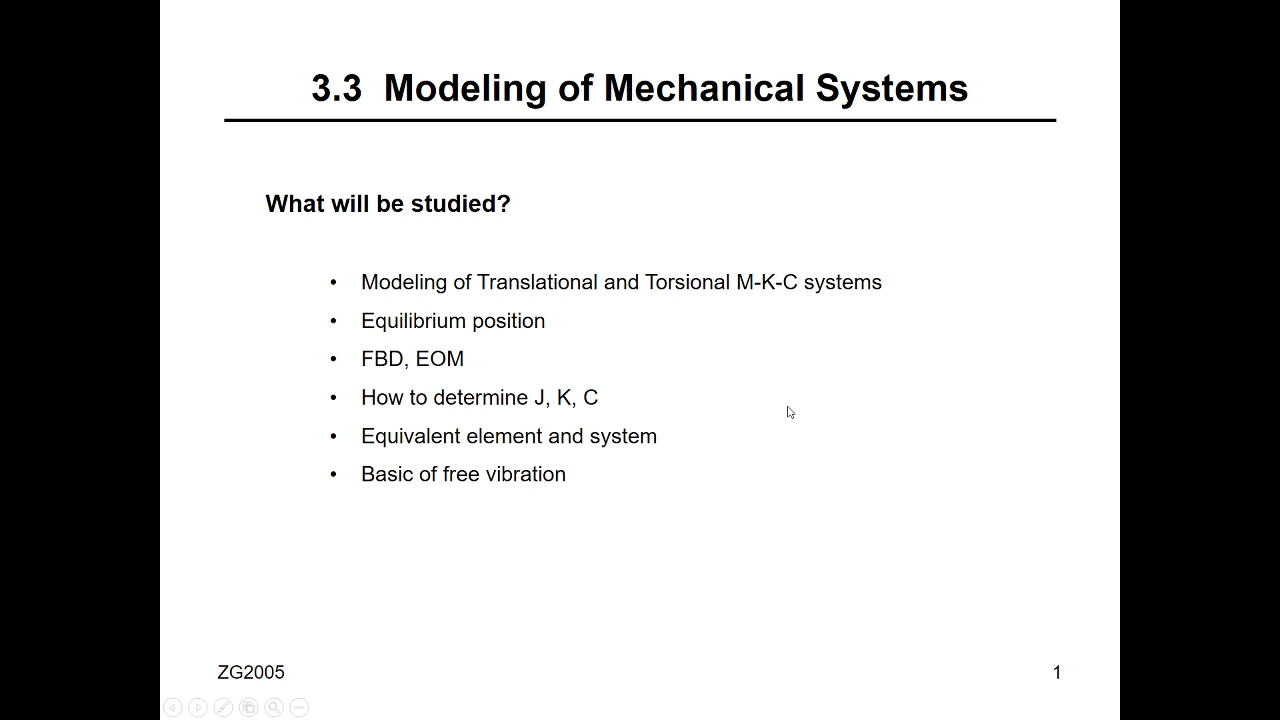 3.3 Modeling of Mechanical Systems
What will be studied?
• Modeling of Translational and Torsional M-K-C systems
• Equilibrium position
• FBD, EOM
• How to determine J, K, C
• Equivalent element and system
• Basic of free vibration
ZG2005
1